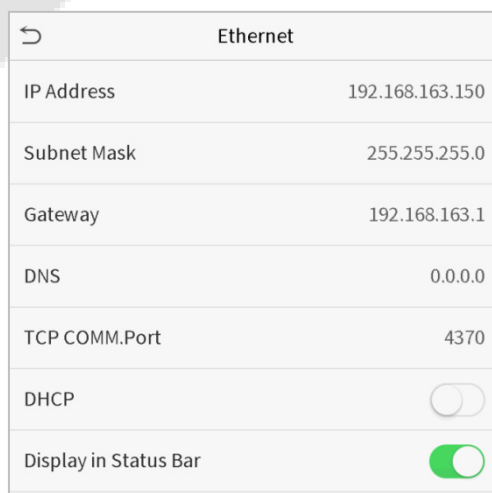 Ethernet
IP Address 192.168.163.150
Subnet Mask 255.255.255.0
Gateway 192.168.163.1
DNS 0.0.0.0
TCP COMM.Port 4370
DHCP
Display in Status Bar